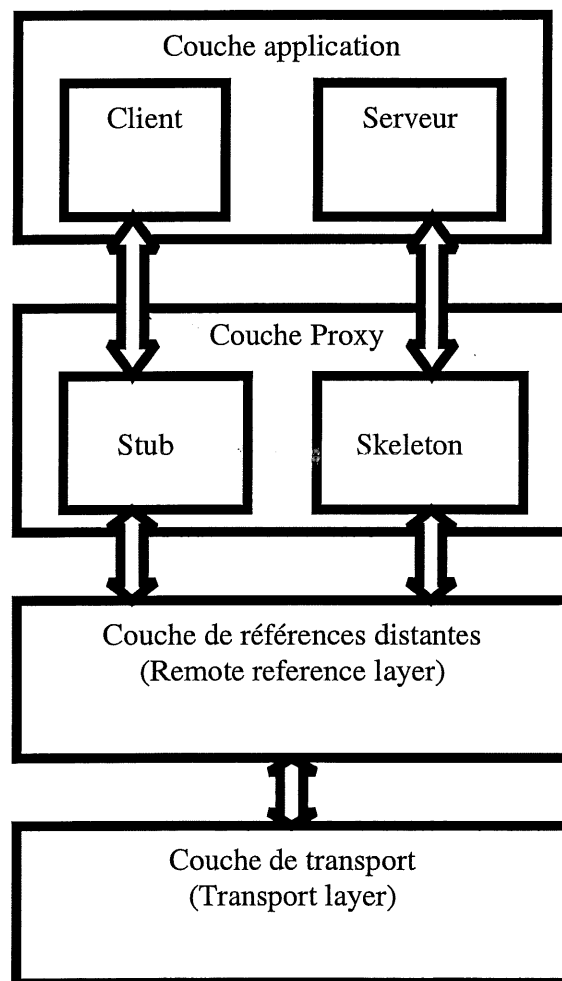 Couche application
Client
Serveur
Couche Proxy
Stub
Skeleton
Couche de références distantes
(Remote reference layer)
Couche de transport
(Transport layer)